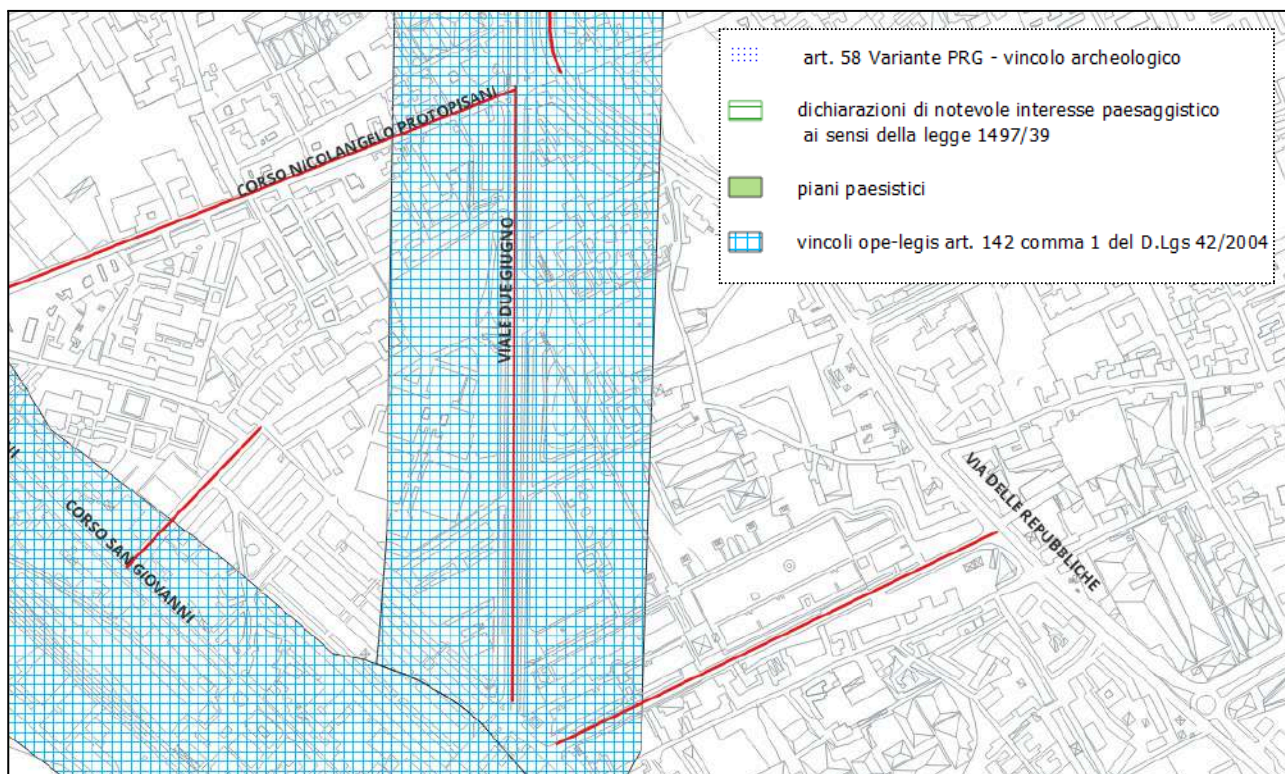 art. 58 Variante PRG - vincolo archeologico
dichiarazioni di notevole interesse paesaggistico
ai sensi della legge 1497/39
piani paesistici
vincoli ope-legis art. 142 comma 1 del D.Lgs 42/2004
CORSO NICOLANGELO PROTOPISANI
VIALE DUE GIUGNO
CORSO SAN GIOVANNI
VIA DELLE REPUBBLICHE